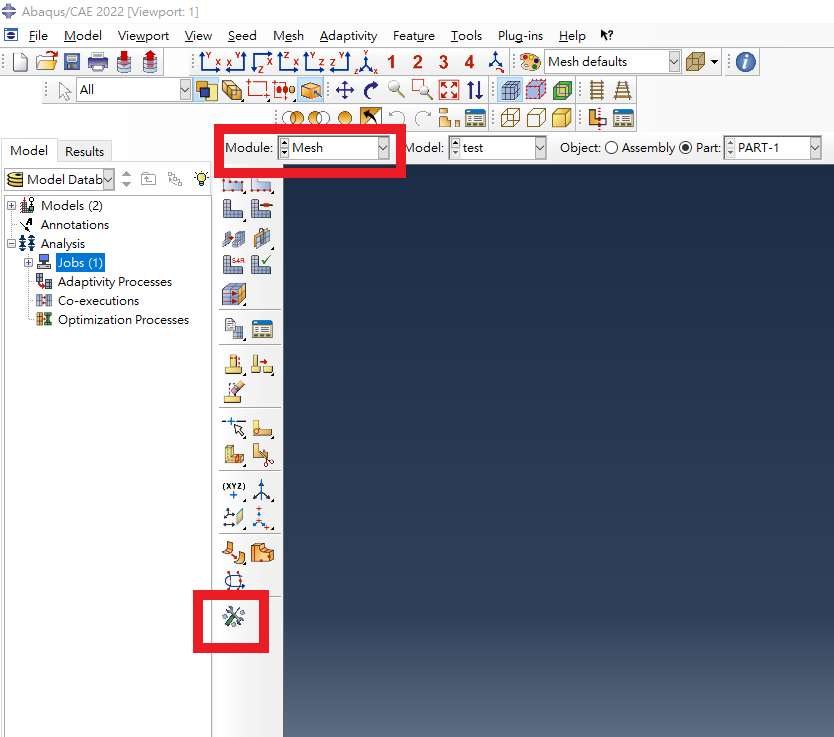 Abaqus/CAE 2022 [Viewport: 1]
File Model Viewport View Seed Mesh Adaptivity Feature Tools Plug-ins Help
1 2 3 4 Mesh defaults
All
Module: Mesh Model: test Object: Assembly Part: PART-1
Model Results
Model Datab
Models (2)
Annotations
Analysis
Jobs (1)
Adaptivity Processes
Co-executions
Optimization Processes
S4R
(XYZ)